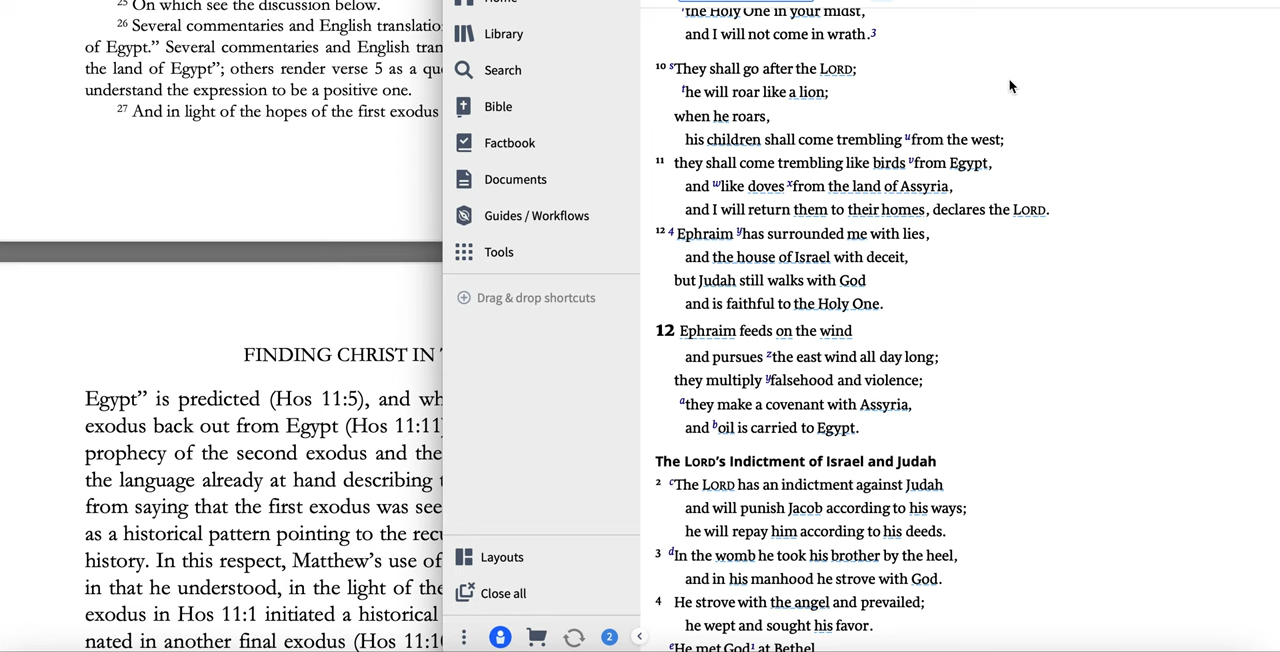 25 On which see the discussion below.
26 Several commentaries and English translatio
of Egypt.” Several commentaries and English tran
the land of Egypt”; others render verse 5 as a qu
understand the expression to be a positive one.
27 And in light of the hopes of the first exodus
FINDING CHRIST IN
Egypt” is predicted (Hos 11:5), and wh
exodus back out from Egypt (Hos 11:11
prophecy of the second exodus and the
the language already at hand describing
from saying that the first exodus was see
as a historical pattern pointing to the recu
history. In this respect, Matthew’s use of
in that he understood, in the light of the
exodus in Hos 11:1 initiated a historical
nated in another final exodus (Hos 11:10
Home
Library
Search
Bible
Factbook
Documents
Guides / Workflows
Tools
Drag & drop shortcuts
Layouts
Close all
2
the Holy One in your midst,
and I will not come in wrath.3
10 sThey shall go after the LORD;
the will roar like a lion;
when he roars,
his children shall come trembling ufrom the west;
11 they shall come trembling like birds vfrom Egypt,
and wlike doves xfrom the land of Assyria,
and I will return them to their homes, declares the LORD.
12 4 Ephraim yhas surrounded me with lies,
and the house of Israel with deceit,
but Judah still walks with God
and is faithful to the Holy One.
12 Ephraim feeds on the wind
and pursues zthe east wind all day long;
they multiply yfalsehood and violence;
athey make a covenant with Assyria,
and boil is carried to Egypt.
The LORD’s Indictment of Israel and Judah
2 cThe LORD has an indictment against Judah
and will punish Jacob according to his ways;
he will repay him according to his deeds.
3 dIn the womb he took his brother by the heel,
and in his manhood he strove with God.
4 He strove with the angel and prevailed;
he wept and sought his favor.
eHe met God1 at Bethel